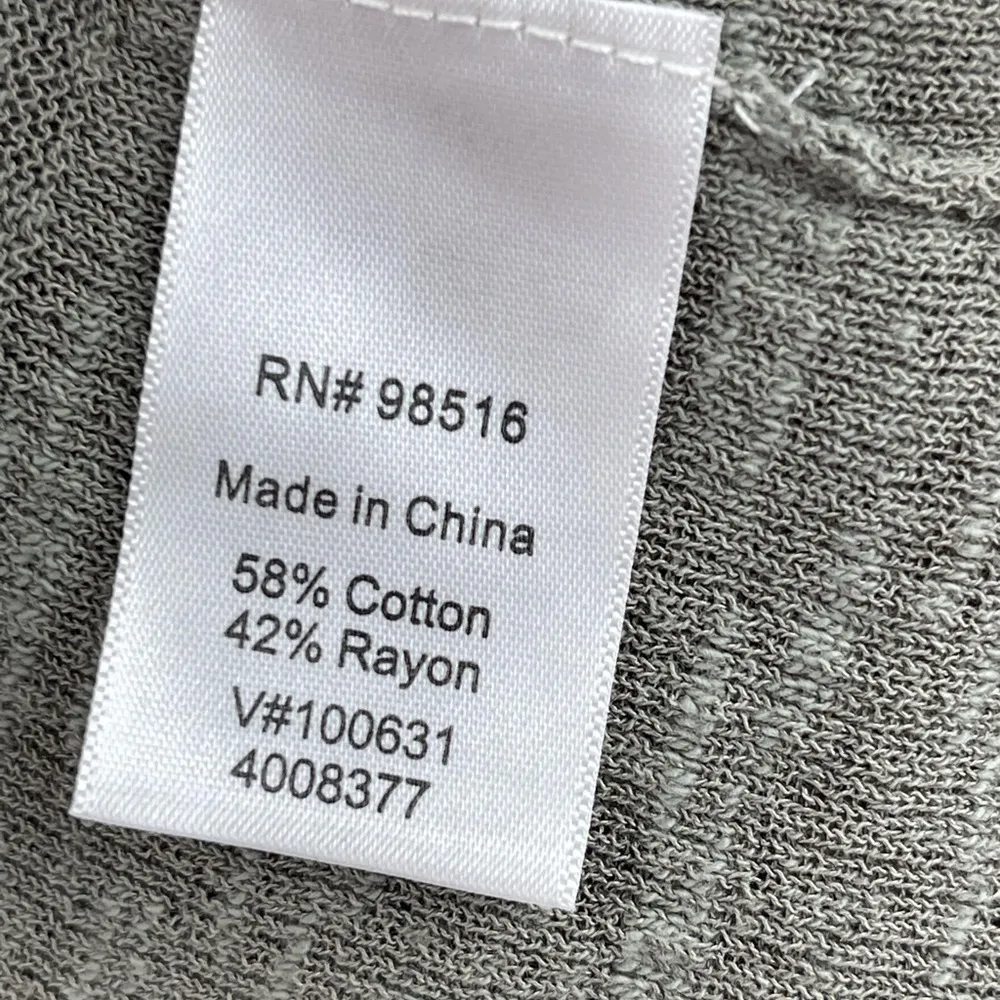 RN# 98516
Made in China
58% Cotton
42% Rayon
V#100631
4008377